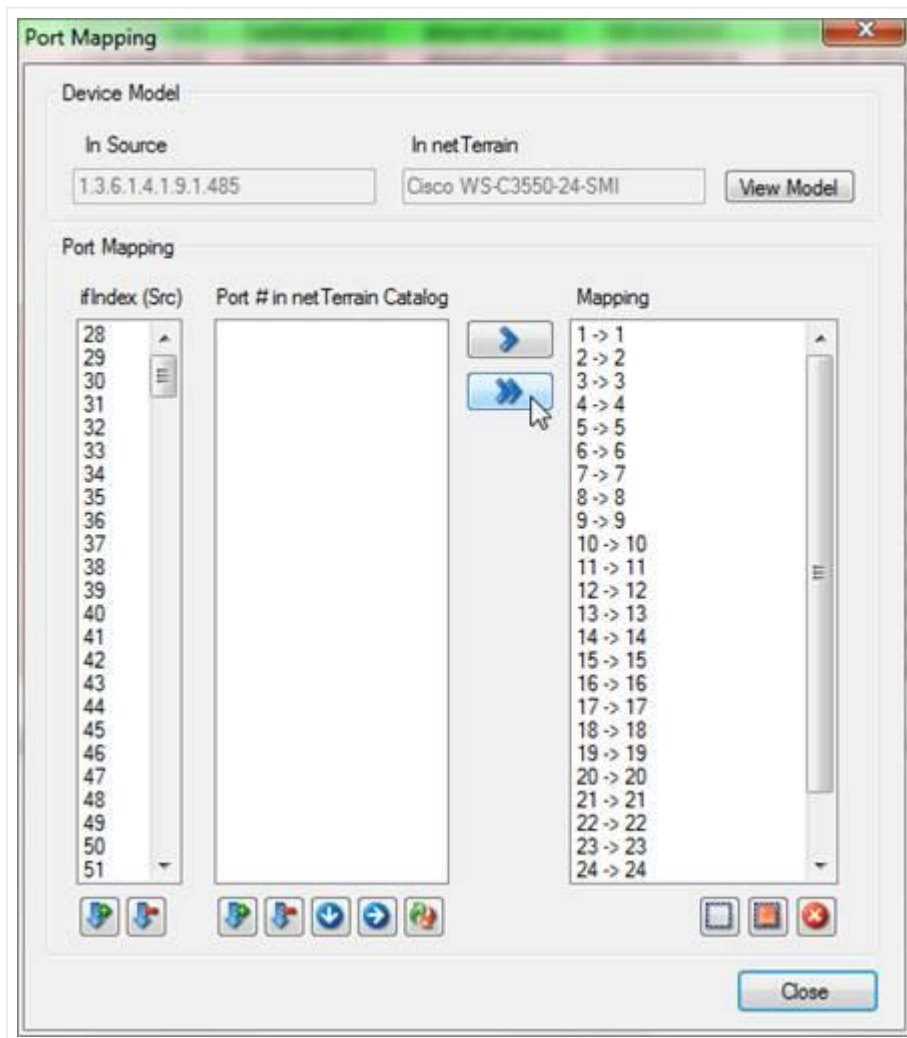 Port Mapping
Device Model
In Source In netTerrain
1.3.6.1.4.1.9.1.485 Cisco WS-C3550-24-SMI View Model
Port Mapping
ifIndex (Src) Port # in netTerrain Catalog Mapping
28 1 -> 1
29 2 -> 2
30 3 -> 3
31 4 -> 4
32 5 -> 5
33 6 -> 6
34 7 -> 7
35 8 -> 8
36 9 -> 9
37 10 -> 10
38 11 -> 11
39 12 -> 12
40 13 -> 13
41 14 -> 14
42 15 -> 15
43 16 -> 16
44 17 -> 17
45 18 -> 18
46 19 -> 19
47 20 -> 20
48 21 -> 21
49 22 -> 22
50 23 -> 23
51 24 -> 24
Close